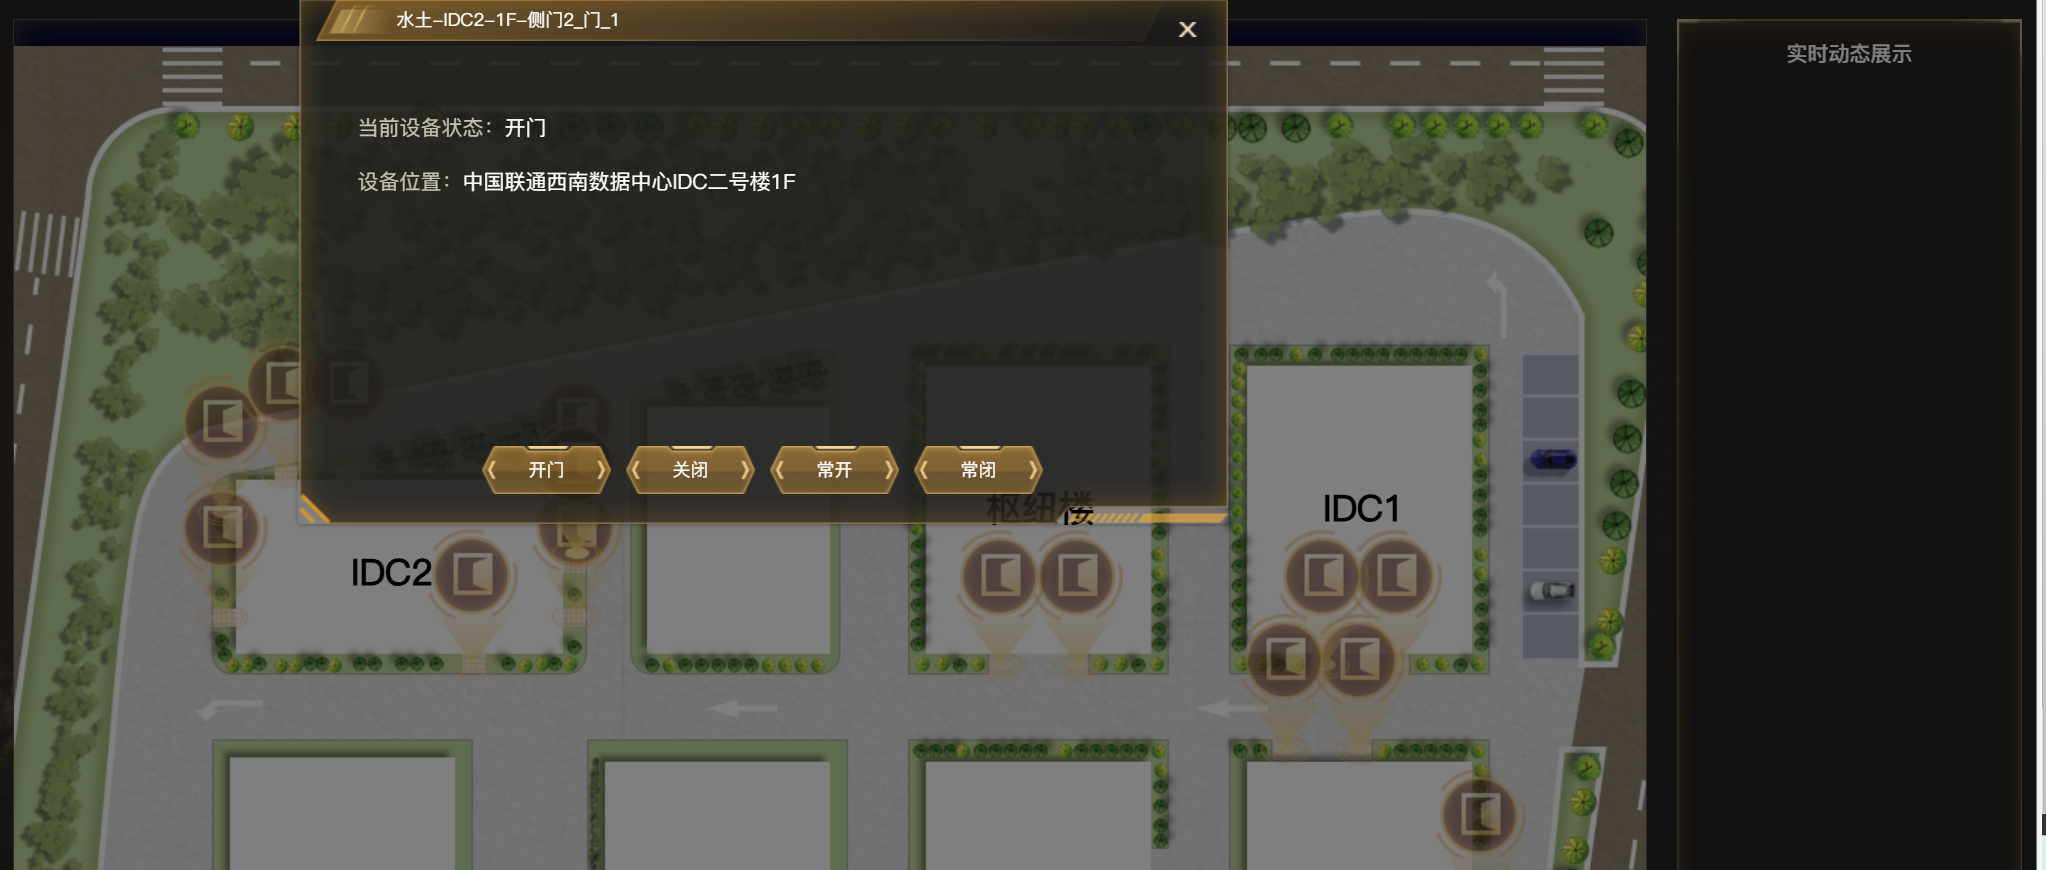 水土-IDC2-1F-侧门2_门_1
X
实时动态展示
当前设备状态：开门
设备位置：中国联通西南数据中心IDC二号楼1F
开门
关闭
常开
常闭
枢纽楼
IDC1
IDC2